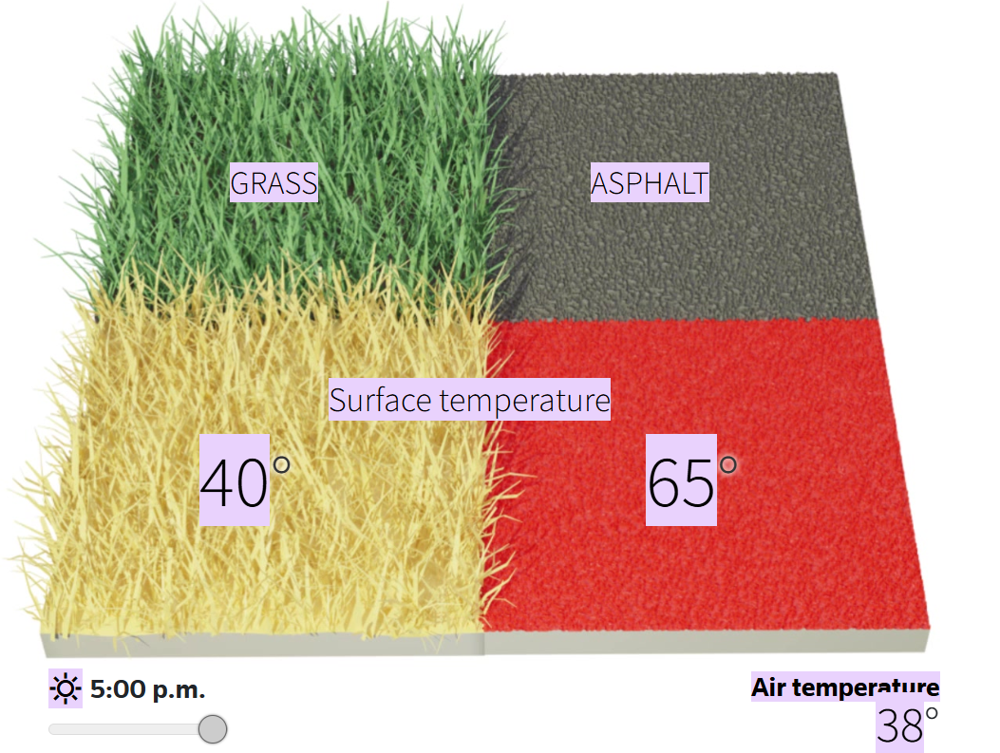 GRASS
ASPHALT
Surface temperature
40°
65°
5:00 p.m.
Air temperature
38°